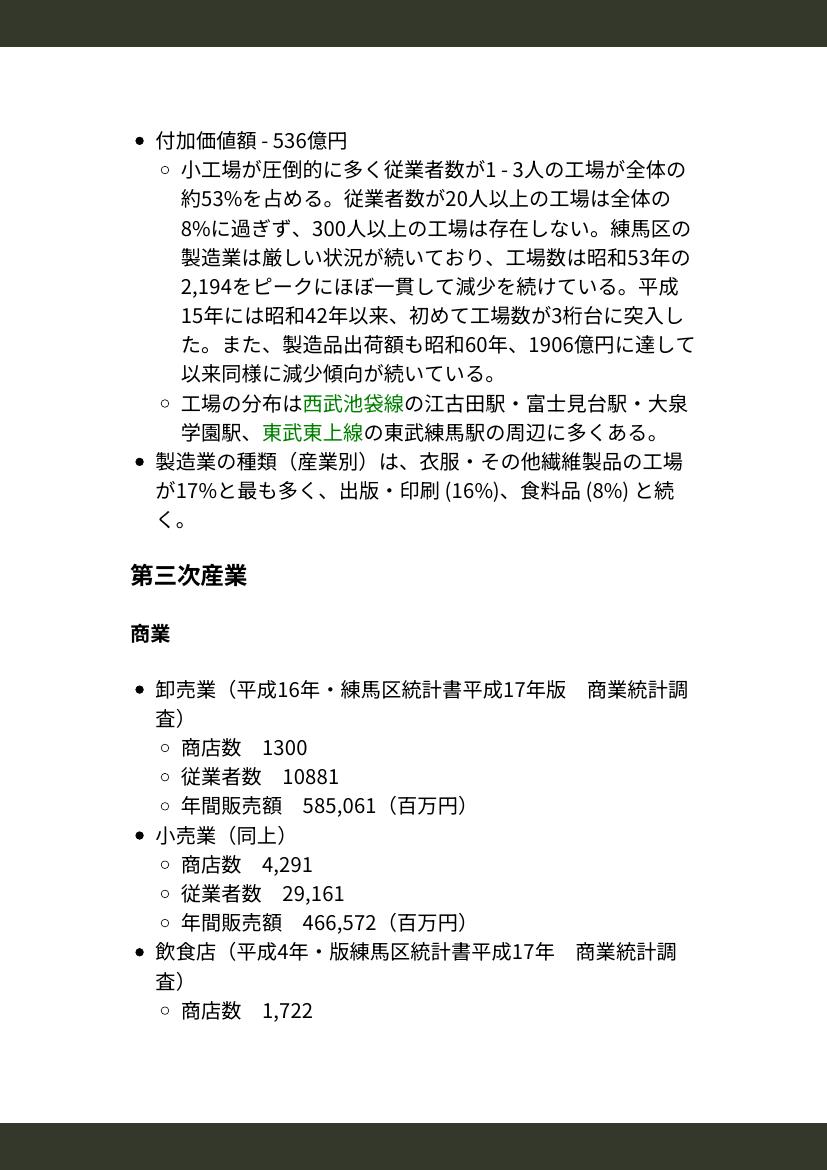 • 付加価値額 - 536億円
○ 小工場が圧倒的に多く従業者数が1 - 3人の工場が全体の
約53%を占める。従業者数が20人以上の工場は全体の
8%に過ぎず、300人以上の工場は存在しない。練馬区の
製造業は厳しい状況が続いており、工場数は昭和53年の
2,194をピークにほぼ一貫して減少を続けている。平成
15年には昭和42年以来、初めて工場数が3桁台に突入し
た。また、製造品出荷額も昭和60年、1906億円に達して
以来同様に減少傾向が続いている。
○ 工場の分布は西武池袋線の江古田駅・富士見台駅・大泉
学園駅、東武東上線の東武練馬駅の周辺に多くある。
• 製造業の種類（産業別）は、衣服・その他繊維製品の工場
が17%と最も多く、出版・印刷 (16%)、食料品 (8%) と続
く。
第三次産業
商業
• 卸売業（平成16年・練馬区統計書平成17年版　商業統計調
査）
○ 商店数　1300
○ 従業者数　10881
○ 年間販売額　585,061（百万円）
• 小売業（同上）
○ 商店数　4,291
○ 従業者数　29,161
○ 年間販売額　466,572（百万円）
• 飲食店（平成4年・版練馬区統計書平成17年　商業統計調
査）
○ 商店数　1,722